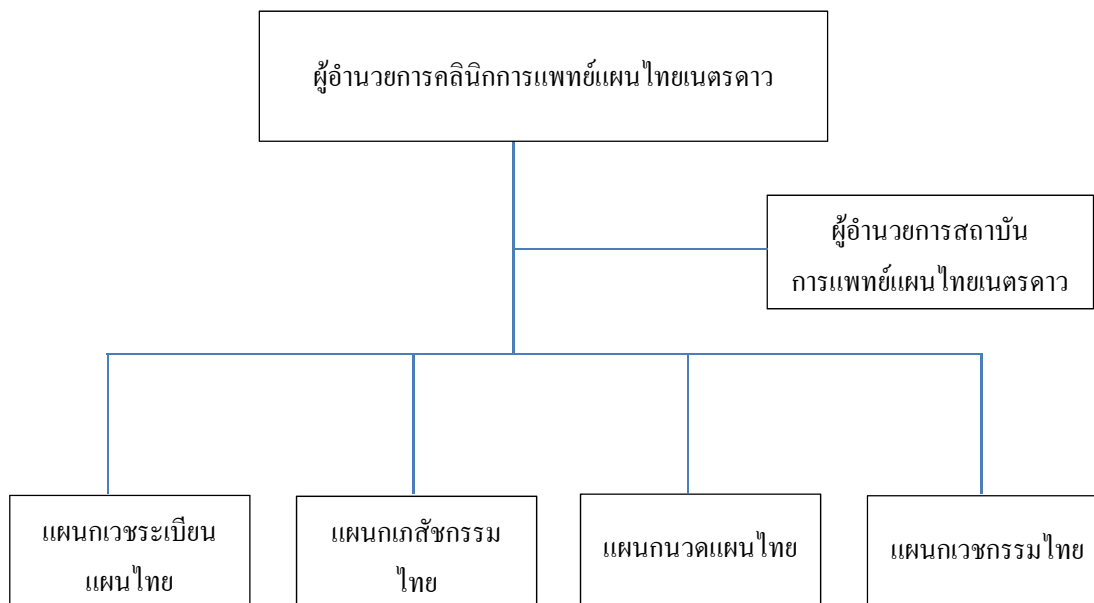 ผู้อำนวยการคลินิกการแพทย์แผนไทยเนตรดาว
ผู้อำนวยการสถาบัน
การแพทย์แผนไทยเนตรดาว
แผนกเวชระเบียน
แผนไทย
แผนกเภสัชกรรม
ไทย
แผนกนวดแผนไทย
แผนกเวชกรรมไทย